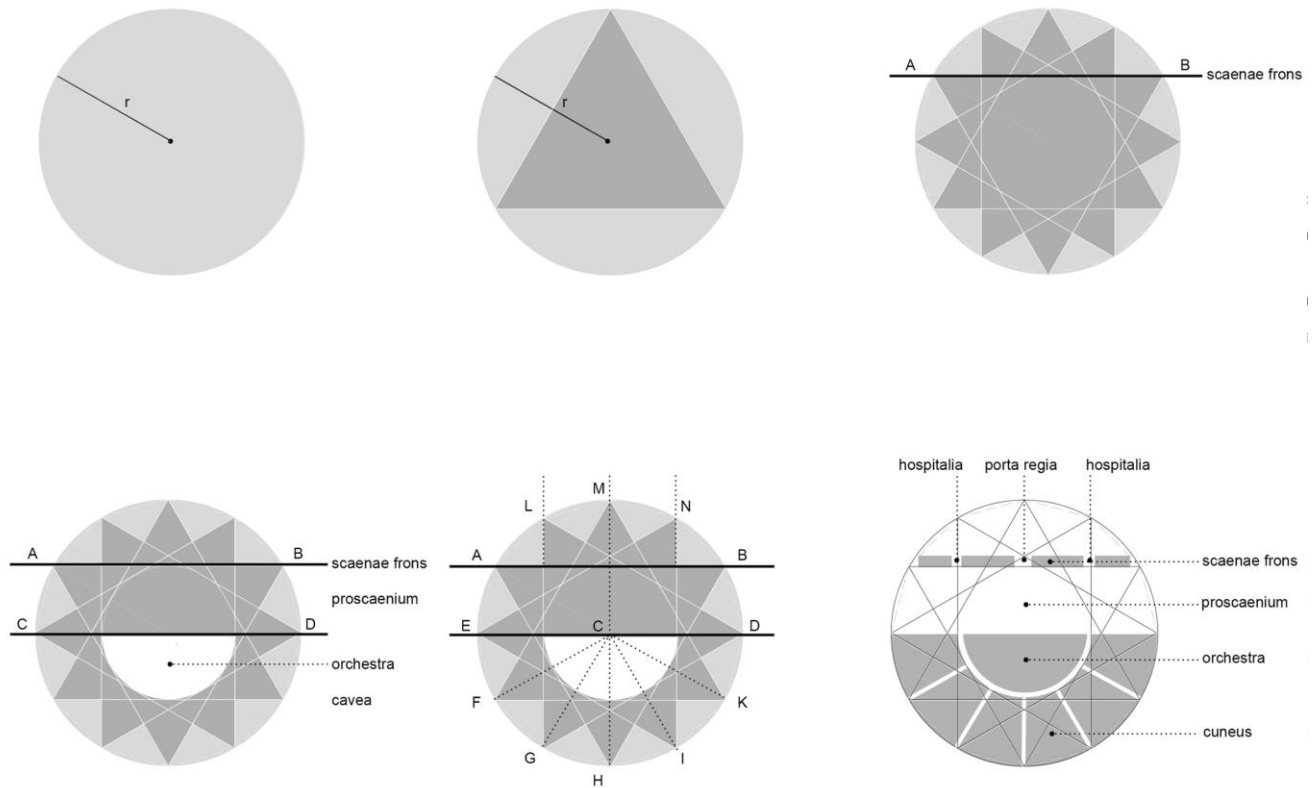 r
r
A B
scaenae frons
hospitalia porta regia hospitalia
A B
scaenae frons
proscaenium
C D
orchestra
cavea
L M N
A B
E C D
F K
G I
H
scaenae frons
proscaenium
orchestra
cuneus